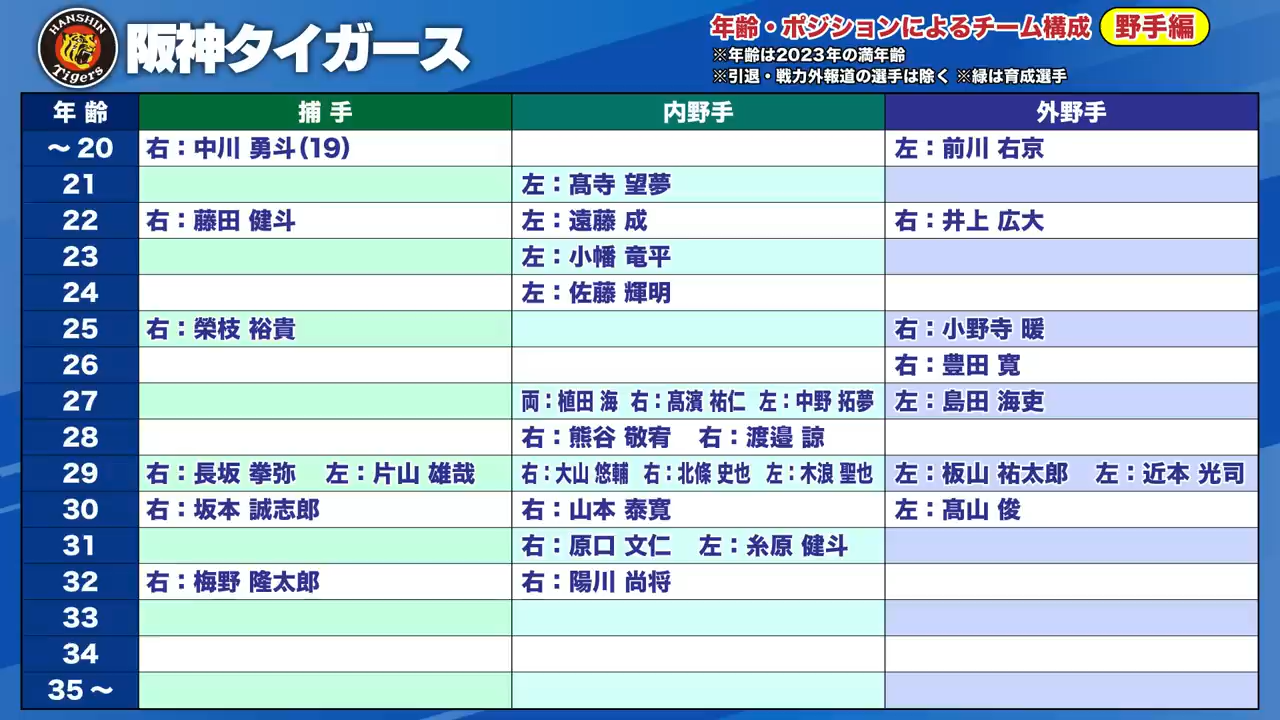 HANSHIN
Tigers
阪神タイガース
年齢・ポジションによるチーム構成 野手編
※年齢は2023年の満年齢
※引退・戦力外報道の選手は除く ※緑は育成選手
年齢 捕手 内野手 外野手
～20 右：中川 勇斗(19) 左：前川 右京
21 左：髙寺 望夢
22 右：藤田 健斗 左：遠藤 成 右：井上 広大
23 左：小幡 竜平
24 左：佐藤 輝明
25 右：榮枝 裕貴 右：小野寺 暖
26 右：豊田 寛
27 両：植田 海 右：髙濱 祐仁 左：中野 拓夢 左：島田 海吏
28 右：熊谷 敬宥 右：渡邉 諒
29 右：長坂 拳弥 左：片山 雄哉 右：大山 悠輔 右：北條 史也 左：木浪 聖也 左：板山 祐太郎 左：近本 光司
30 右：坂本 誠志郎 右：山本 泰寛 左：髙山 俊
31 右：原口 文仁 左：糸原 健斗
32 右：梅野 隆太郎 右：陽川 尚将
33
34
35～